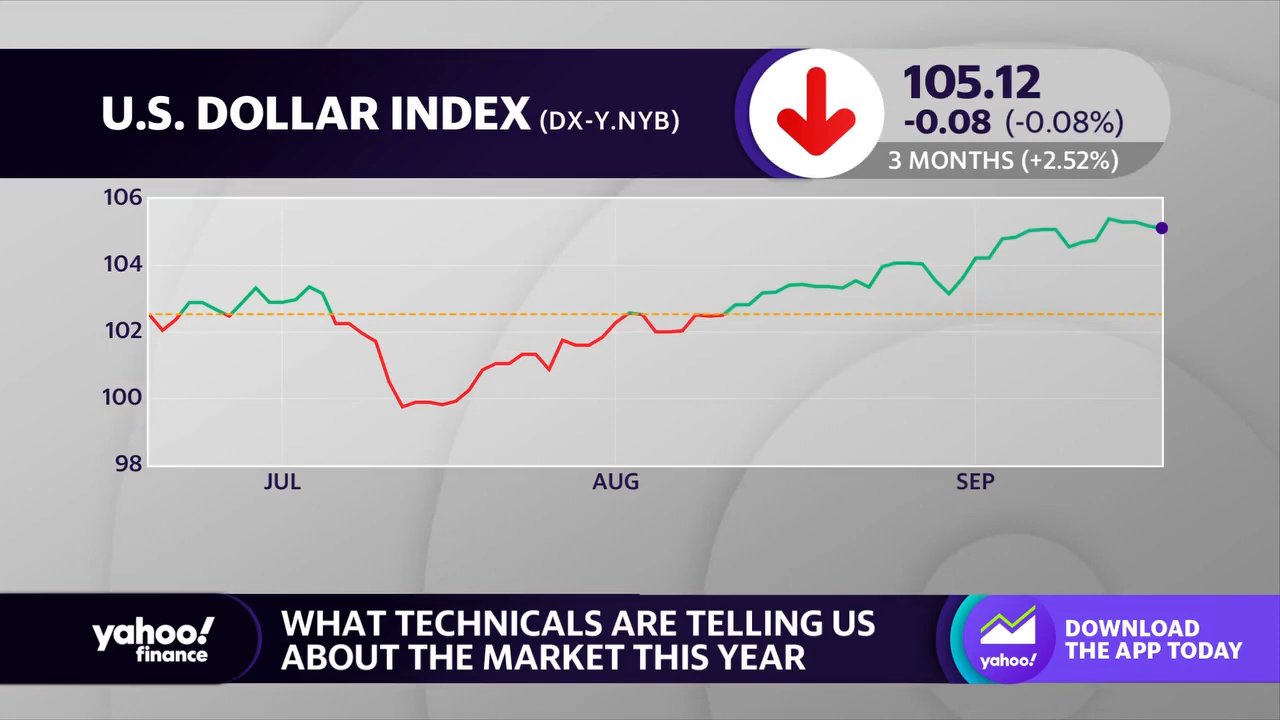 U.S. DOLLAR INDEX (DX-Y.NYB)
105.12
-0.08 (-0.08%)
3 MONTHS (+2.52%)
106
104
102
100
98
JUL AUG SEP
yahoo!
finance
WHAT TECHNICALS ARE TELLING US
ABOUT THE MARKET THIS YEAR
yahoo!
DOWNLOAD
THE APP TODAY